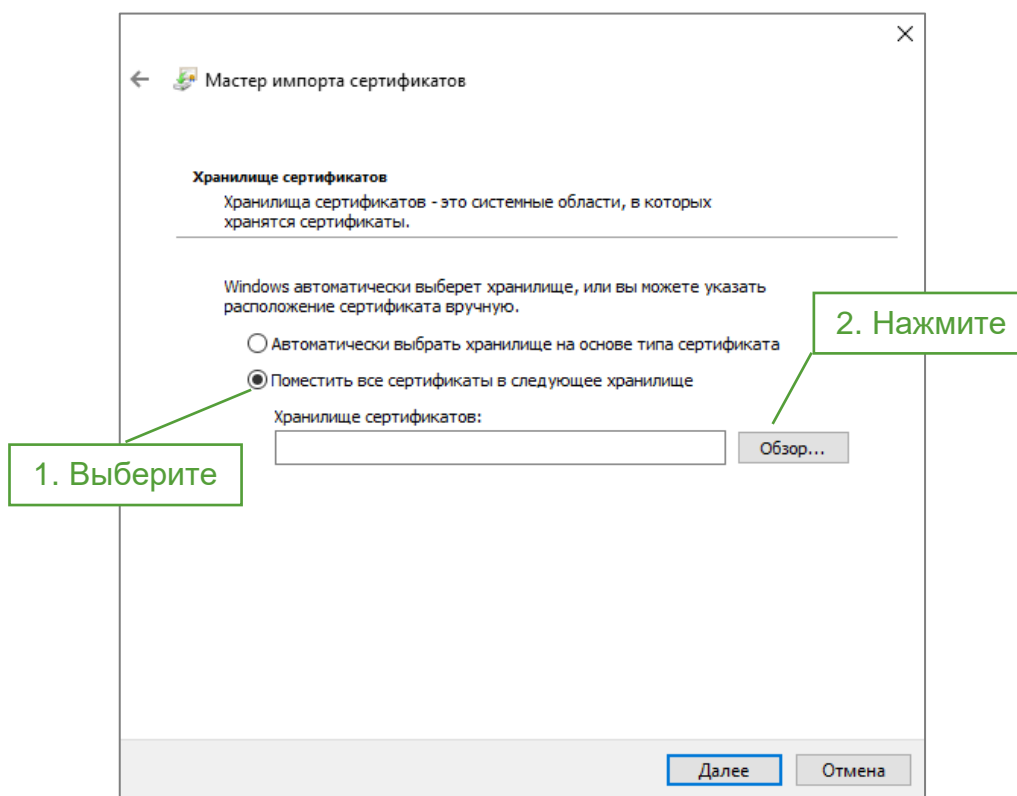 Мастер импорта сертификатов
Хранилище сертификатов
Хранилища сертификатов - это системные области, в которых
хранятся сертификаты.
Windows автоматически выберет хранилище, или вы можете указать
расположение сертификата вручную.
2. Нажмите
Автоматически выбрать хранилище на основе типа сертификата
Поместить все сертификаты в следующее хранилище
Хранилище сертификатов:
Обзор...
1. Выберите
Далее
Отмена